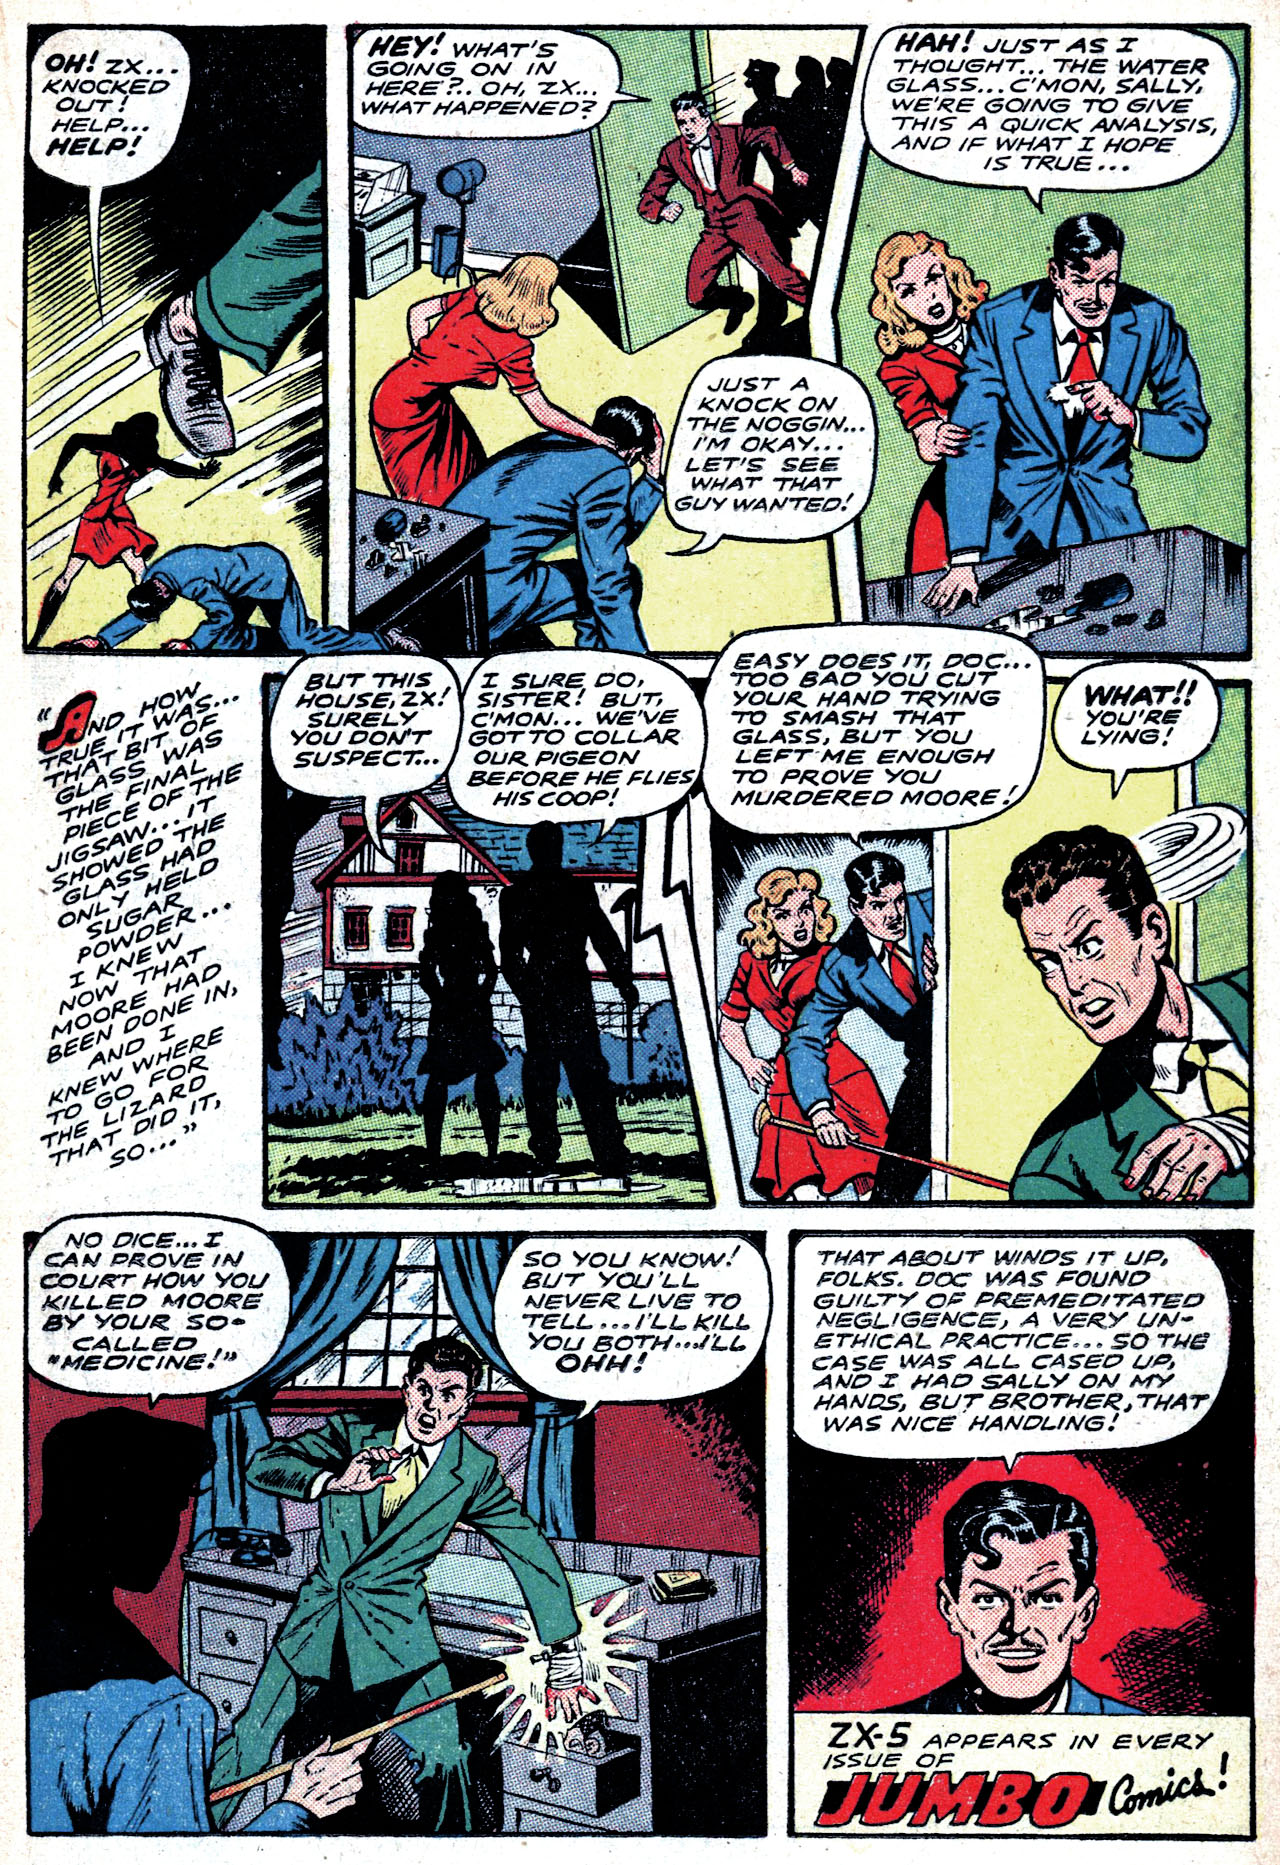 OH! ZX...
KNOCKED
OUT!
HELP...
HELP!
HEY! WHAT'S
GOING ON IN
HERE?.. OH, ZX...
WHAT HAPPENED?
JUST A
KNOCK ON
THE NOGGIN...
I'M OKAY...
LET'S SEE
WHAT THAT
GUY WANTED!
HAH! JUST AS I
THOUGHT... THE WATER
GLASS... C'MON, SALLY,
WE'RE GOING TO GIVE
THIS A QUICK ANALYSIS,
AND IF WHAT I HOPE
IS TRUE...
"AND HOW
TRUE IT WAS...
THAT BIT OF
GLASS WAS
THE FINAL
PIECE OF THE
JIGSAW... IT
SHOWED THE
GLASS HAD
ONLY HELD
SUGAR
POWDER...
I KNEW
NOW THAT
MOORE HAD
BEEN DONE IN,
AND I
KNEW WHERE
TO GO FOR
THE LIZARD
THAT DID IT,
SO..."
BUT THIS
HOUSE, ZX!
SURELY
YOU DON'T
SUSPECT...
I SURE DO,
SISTER! BUT,
C'MON... WE'VE
GOT TO COLLAR
OUR PIGEON
BEFORE HE FLIES
HIS COOP!
EASY DOES IT, DOC...
TOO BAD YOU CUT
YOUR HAND TRYING
TO SMASH THAT
GLASS, BUT YOU
LEFT ME ENOUGH
TO PROVE YOU
MURDERED MOORE!
WHAT!!
YOU'RE
LYING!
NO DICE... I
CAN PROVE IN
COURT HOW YOU
KILLED MOORE
BY YOUR SO-
CALLED
"MEDICINE!"
SO YOU KNOW!
BUT YOU'LL
NEVER LIVE TO
TELL... I'LL KILL
YOU BOTH... I'LL
OHH!
THAT ABOUT WINDS IT UP,
FOLKS. DOC WAS FOUND
GUILTY OF PREMEDITATED
NEGLIGENCE, A VERY UN-
ETHICAL PRACTICE... SO THE
CASE WAS ALL CASED UP,
AND I HAD SALLY ON MY
HANDS, BUT BROTHER, THAT
WAS NICE HANDLING!
ZX-5 APPEARS IN EVERY
ISSUE OF
JUMBO Comics!